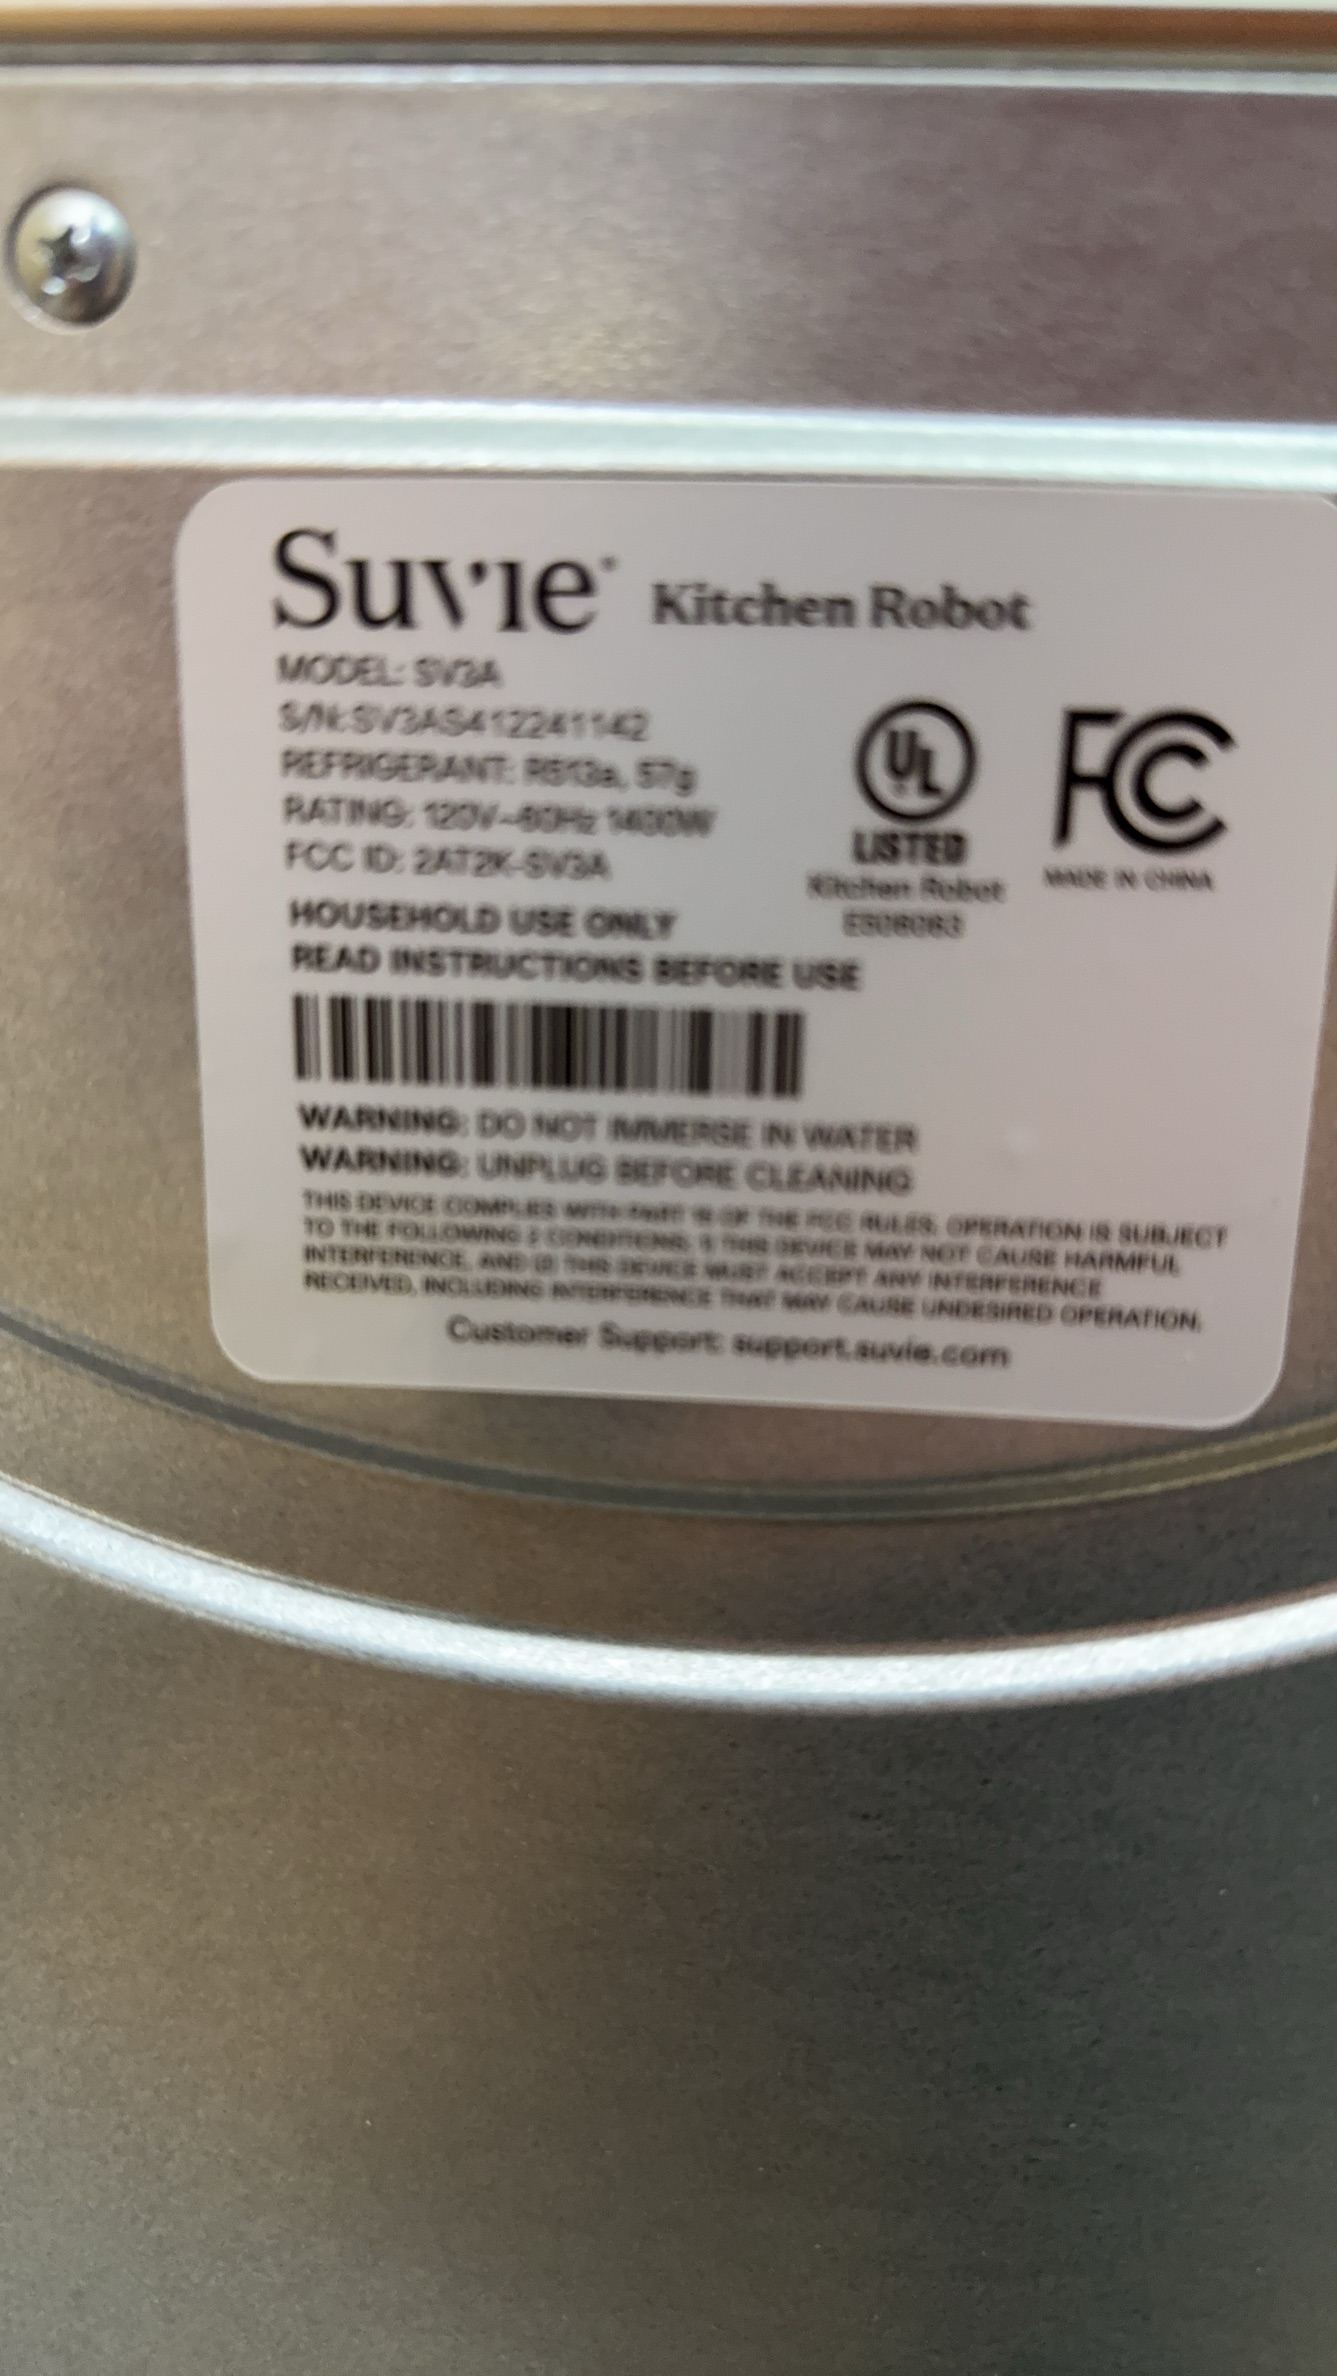 Suvie® Kitchen Robot
MODEL: SV3A
S/N:SV3AS412241142
REFRIGERANT: R513a, 57g
RATING: 120V~60Hz 1400W
FCC ID: 2AT2K-SV3A
HOUSEHOLD USE ONLY
READ INSTRUCTIONS BEFORE USE
UL
LISTED
Kitchen Robot
E506063
FC
MADE IN CHINA
WARNING: DO NOT IMMERSE IN WATER
WARNING: UNPLUG BEFORE CLEANING
THIS DEVICE COMPLIES WITH PART 15 OF THE FCC RULES. OPERATION IS SUBJECT
TO THE FOLLOWING 2 CONDITIONS, 1 THIS DEVICE MAY NOT CAUSE HARMFUL
INTERFERENCE, AND (2) THIS DEVICE MUST ACCEPT ANY INTERFERENCE
RECEIVED, INCLUDING INTERFERENCE THAT MAY CAUSE UNDESIRED OPERATION.
Customer Support: support.suvie.com